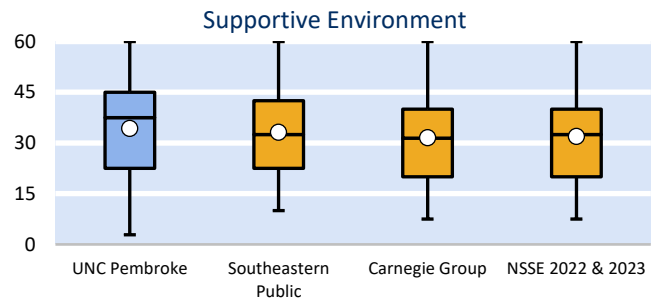 Supportive Environment
60
45
30
15
0
UNC Pembroke
Southeastern
Public
Carnegie Group
NSSE 2022 & 2023